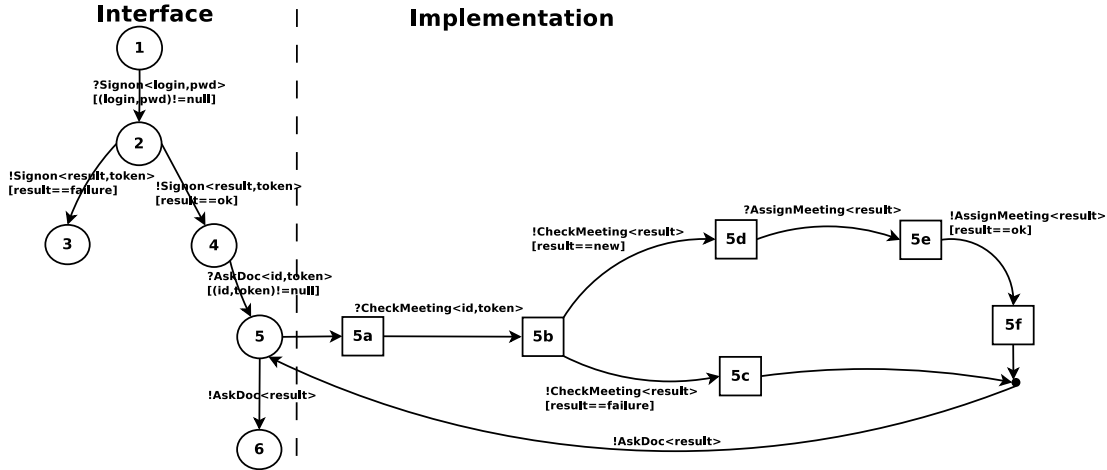 Interface
Implementation
1
?Signon<login,pwd>
[(login,pwd)!=null]
2
!Signon<result,token>
[result==failure]
!Signon<result,token>
[result==ok]
3
4
?AskDoc<id,token>
[(id,token)!=null]
5
!AskDoc<result>
6
5a
?CheckMeeting<id,token>
5b
!CheckMeeting<result>
[result==new]
5d
?AssignMeeting<result>
5e
!AssignMeeting<result>
[result==ok]
5f
!CheckMeeting<result>
[result==failure]
5c
!AskDoc<result>